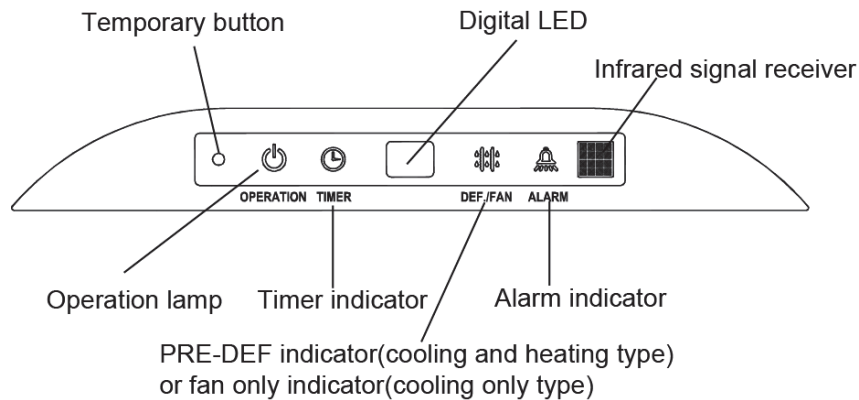 Temporary button
Digital LED
Infrared signal receiver
OPERATION
TIMER
DEF./FAN
ALARM
Operation lamp
Timer indicator
Alarm indicator
PRE-DEF indicator(cooling and heating type)
or fan only indicator(cooling only type)